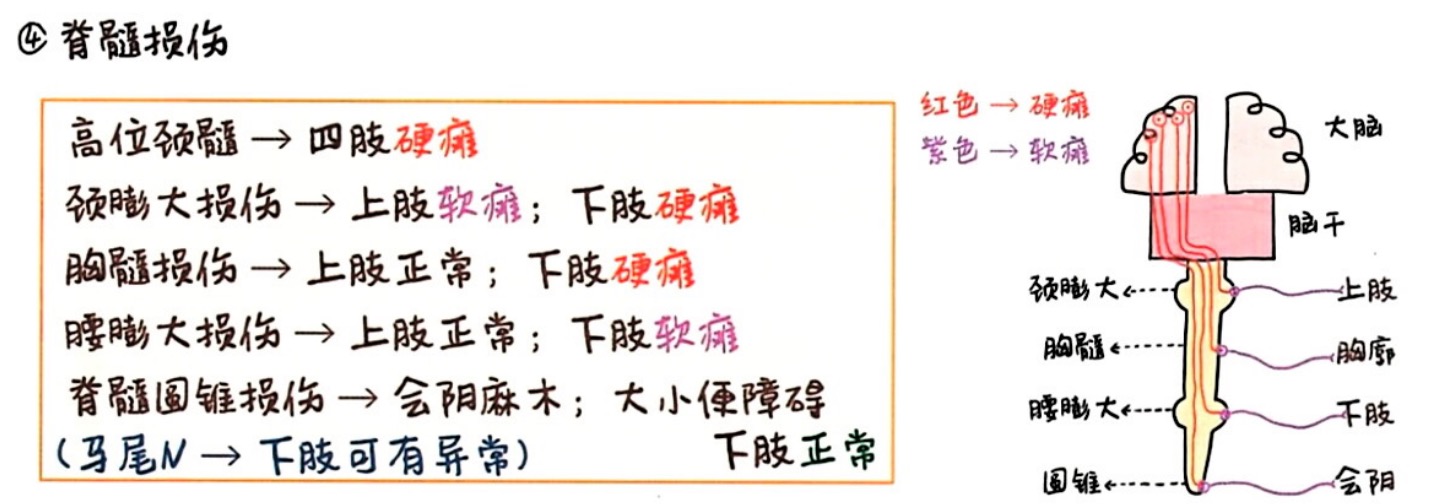 ④ 脊髓损伤
高位颈髓 → 四肢硬瘫
颈膨大损伤 → 上肢软瘫；下肢硬瘫
胸髓损伤 → 上肢正常；下肢硬瘫
腰膨大损伤 → 上肢正常；下肢软瘫
脊髓圆锥损伤 → 会阴麻木；大小便障碍
（马尾N → 下肢可有异常） 下肢正常
红色 → 硬瘫
紫色 → 软瘫
大脑
脑干
颈膨大 上肢
胸髓 胸廓
腰膨大 下肢
圆锥 会阴